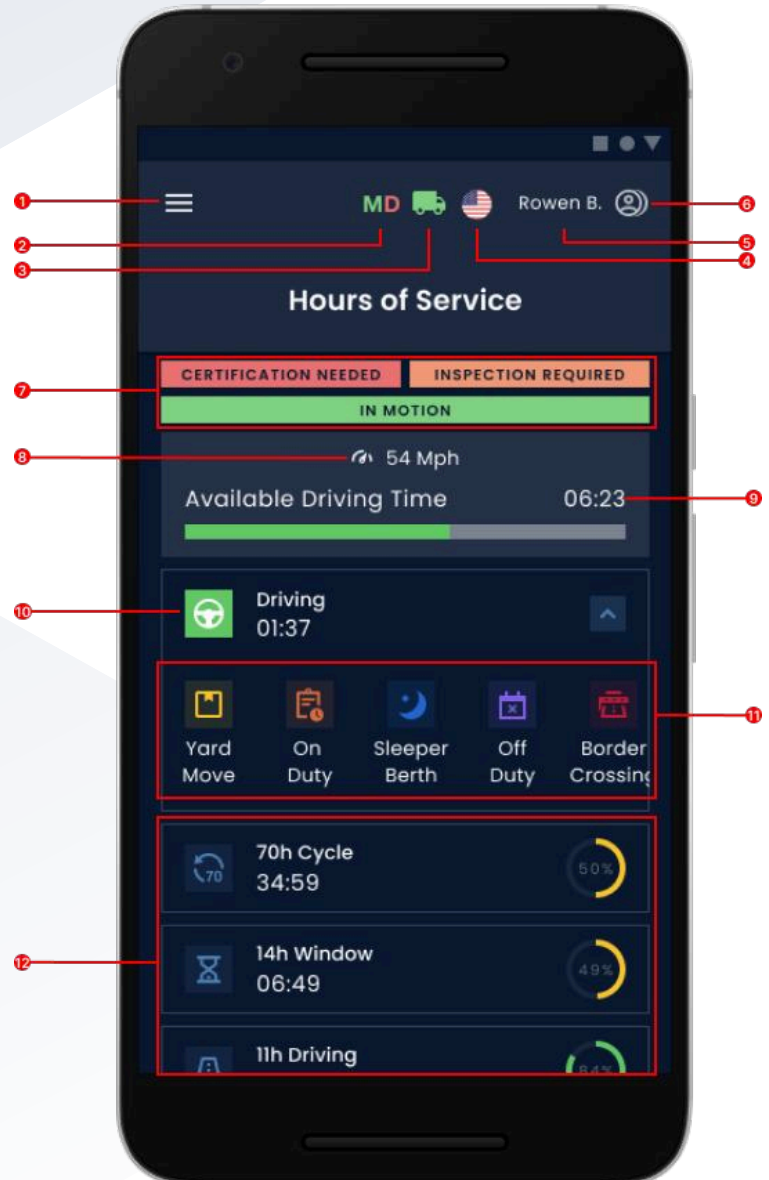 1
MD
Rowen B.
6
2
5
3
4
Hours of Service
CERTIFICATION NEEDED
INSPECTION REQUIRED
7
IN MOTION
8
54 Mph
Available Driving Time
06:23
9
10
Driving
01:37
11
Yard Move
On Duty
Sleeper Berth
Off Duty
Border Crossing
70h Cycle
70
34:59
50%
12
14h Window
06:49
49%
11h Driving
84%